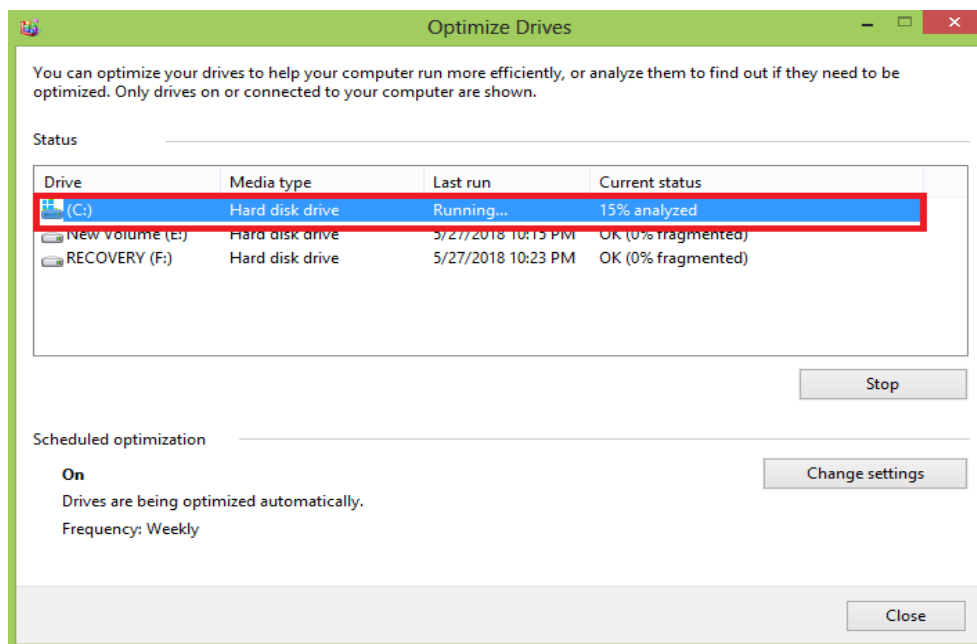 Optimize Drives
You can optimize your drives to help your computer run more efficiently, or analyze them to find out if they need to be
optimized. Only drives on or connected to your computer are shown.
Status
Drive Media type Last run Current status
(C:) Hard disk drive Running... 15% analyzed
New Volume (E:) Hard disk drive 5/27/2018 10:15 PM OK (0% fragmented)
RECOVERY (F:) Hard disk drive 5/27/2018 10:23 PM OK (0% fragmented)
Stop
Scheduled optimization
On
Change settings
Drives are being optimized automatically.
Frequency: Weekly
Close